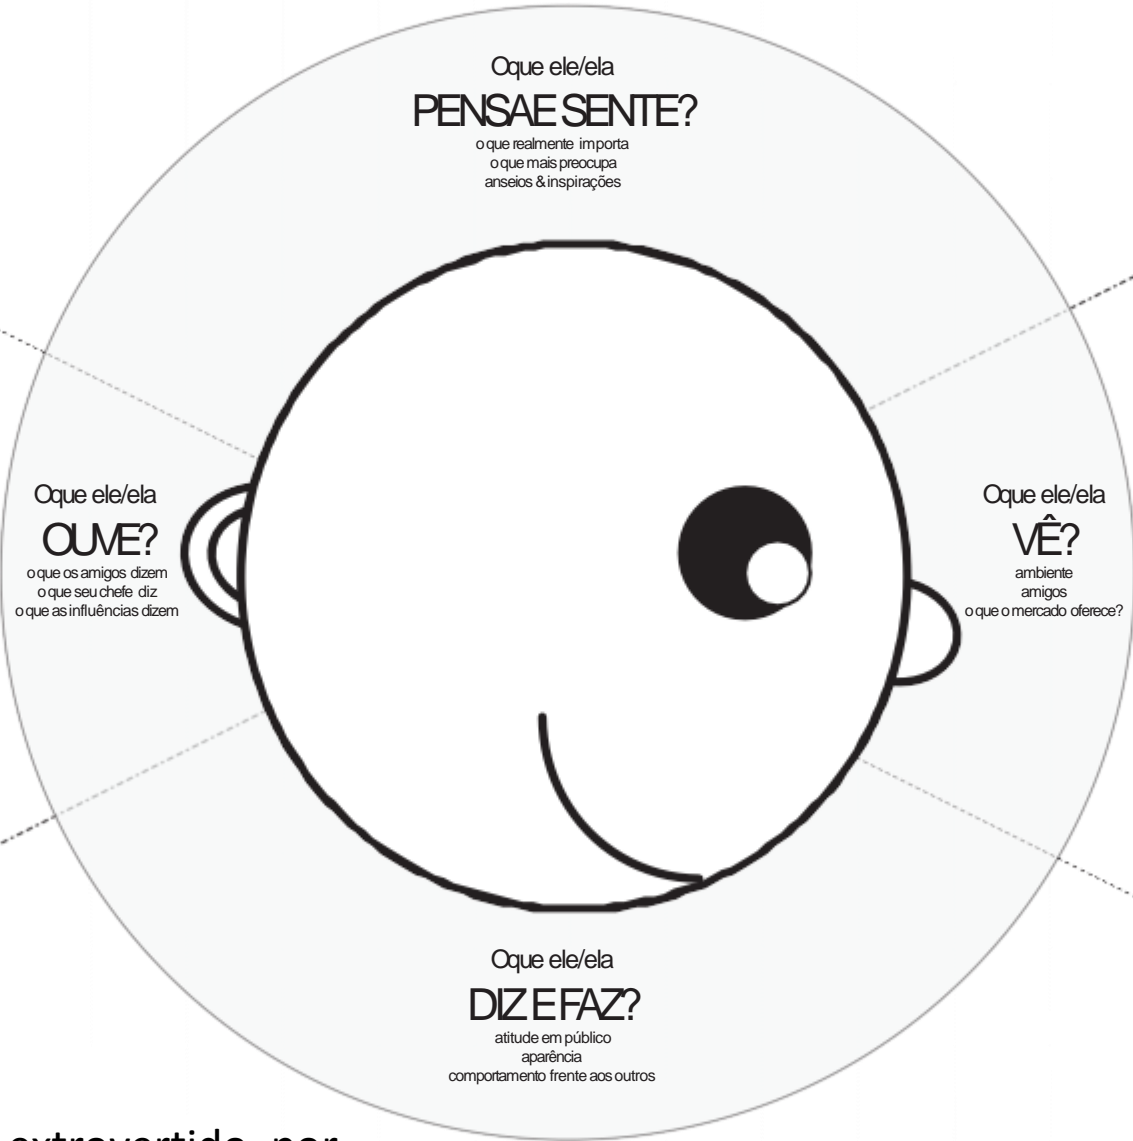 Oque ele/ela
PENSAE SENTE?
o que realmente importa
o que mais preocupa
anseios & inspirações
Oque ele/ela
OUVE?
o que os amigos dizem
o que seu chefe diz
o que as influências dizem
Oque ele/ela
VÊ?
ambiente
amigos
o que o mercado oferece?
Oque ele/ela
DIZ E FAZ?
atitude em público
aparência
comportamento frente aos outros
extrovertido, por